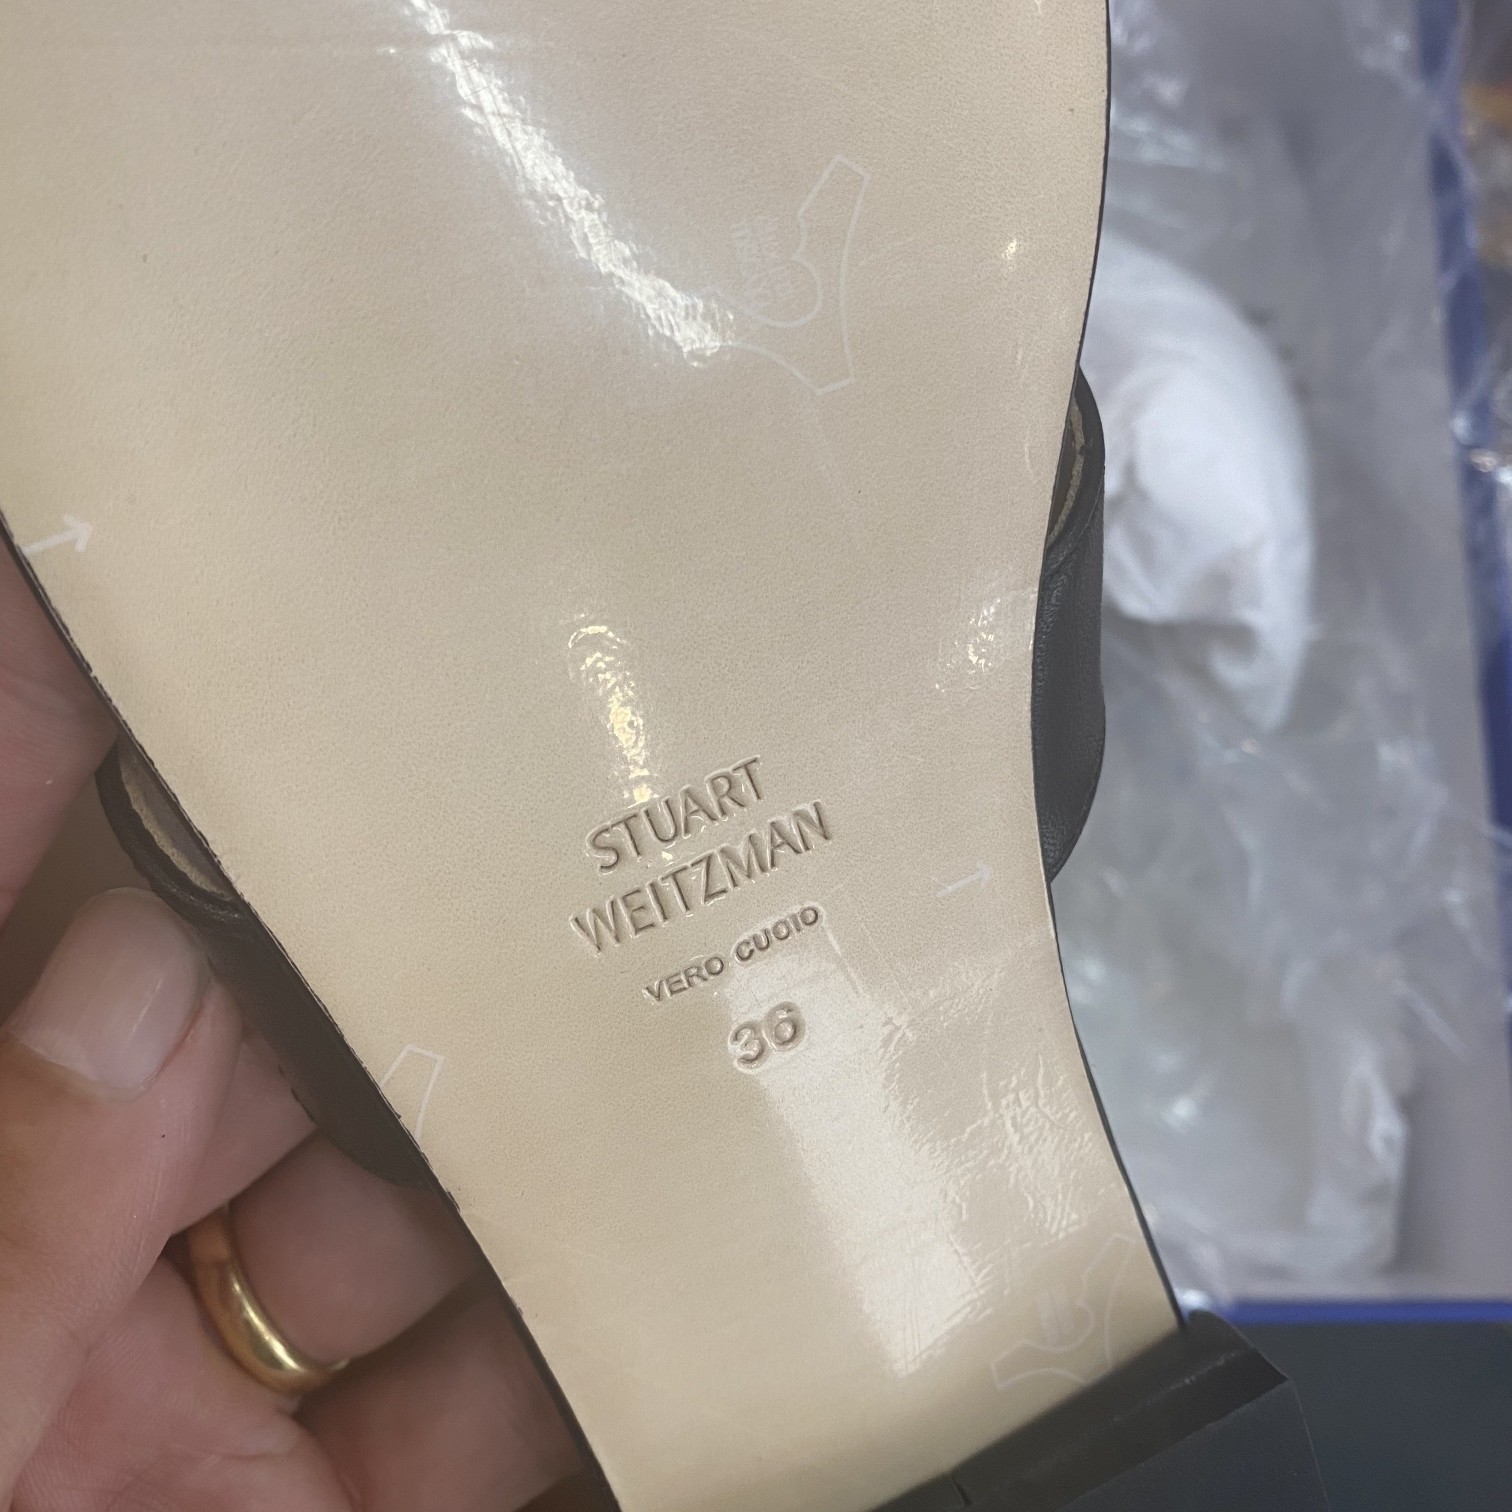 STUART
WEITZMAN
VERO CUOIO
36